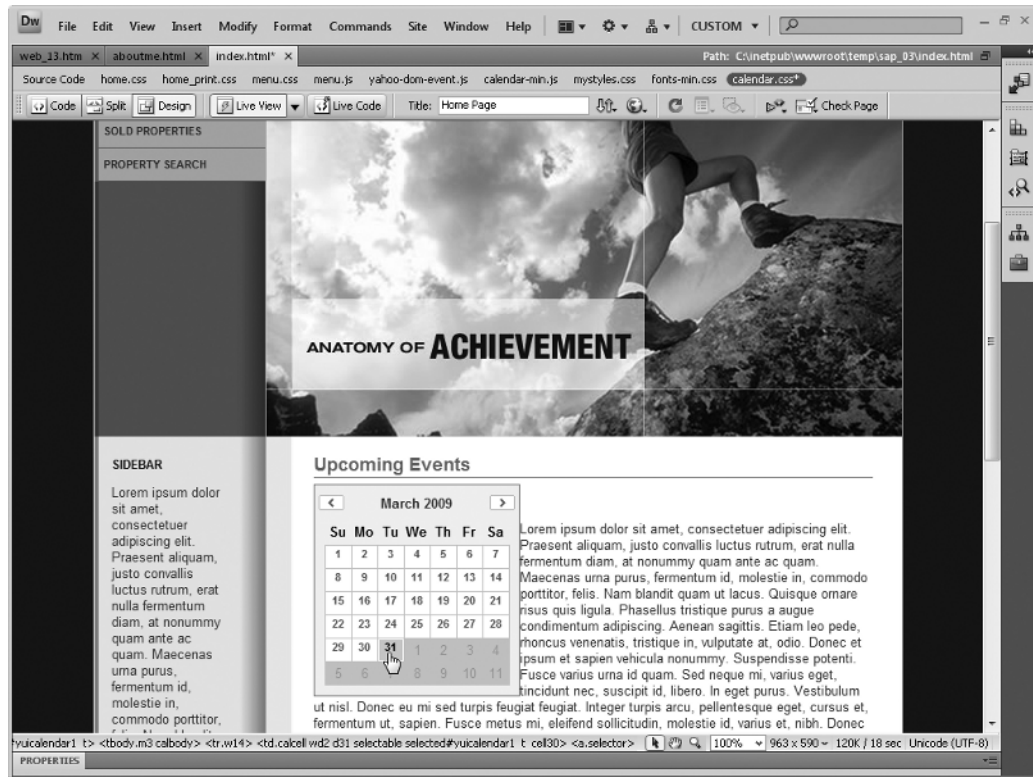 Dw File Edit View Insert Modify Format Commands Site Window Help CUSTOM
web_13.htm × aboutme.html × index.html* × Path: C:\inetpub\wwwroot\temp\sap_03\index.html
Source Code home.css home_print.css menu.css menu.js yahoo-dom-event.js calendar-min.js mystyles.css fonts-min.css calendar.css*
Code Split Design Live View Live Code Title: Home Page Check Page
SOLD PROPERTIES
PROPERTY SEARCH
ANATOMY OF ACHIEVEMENT
SIDEBAR
Lorem ipsum dolor
sit amet,
consectetuer
adipiscing elit.
Praesent aliquam,
justo convallis
luctus rutrum, erat
nulla fermentum
diam, at nonummy
quam ante ac
quam. Maecenas
urna purus,
fermentum id,
molestie in,
commodo porttitor,
Upcoming Events
March 2009
Su Mo Tu We Th Fr Sa
1 2 3 4 5 6 7
8 9 10 11 12 13 14
15 16 17 18 19 20 21
22 23 24 25 26 27 28
29 30 31 1 2 3 4
5 6 8 9 10 11
Lorem ipsum dolor sit amet, consectetuer adipiscing elit.
Praesent aliquam, justo convallis luctus rutrum, erat nulla
fermentum diam, at nonummy quam ante ac quam.
Maecenas urna purus, fermentum id, molestie in, commodo
porttitor, felis. Nam blandit quam ut lacus. Quisque ornare
risus quis ligula. Phasellus tristique purus a augue
condimentum adipiscing. Aenean sagittis. Etiam leo pede,
rhoncus venenatis, tristique in, vulputate at, odio. Donec et
ipsum et sapien vehicula nonummy. Suspendisse potenti.
Fusce varius urna id quam. Sed neque mi, varius eget,
tincidunt nec, suscipit id, libero. In eget purus. Vestibulum
ut nisl. Donec eu mi sed turpis feugiat feugiat. Integer turpis arcu, pellentesque eget, cursus et,
fermentum ut, sapien. Fusce metus mi, eleifend sollicitudin, molestie id, varius et, nibh. Donec
yuicalendar1 t> <tbody.m3 calbody> <tr.w14> <td.calcell wd2 d31 selectable selected#yuicalendar1 t cell30> <a.selector> 100% 963 x 590 120K / 18 sec Unicode (UTF-8)
PROPERTIES